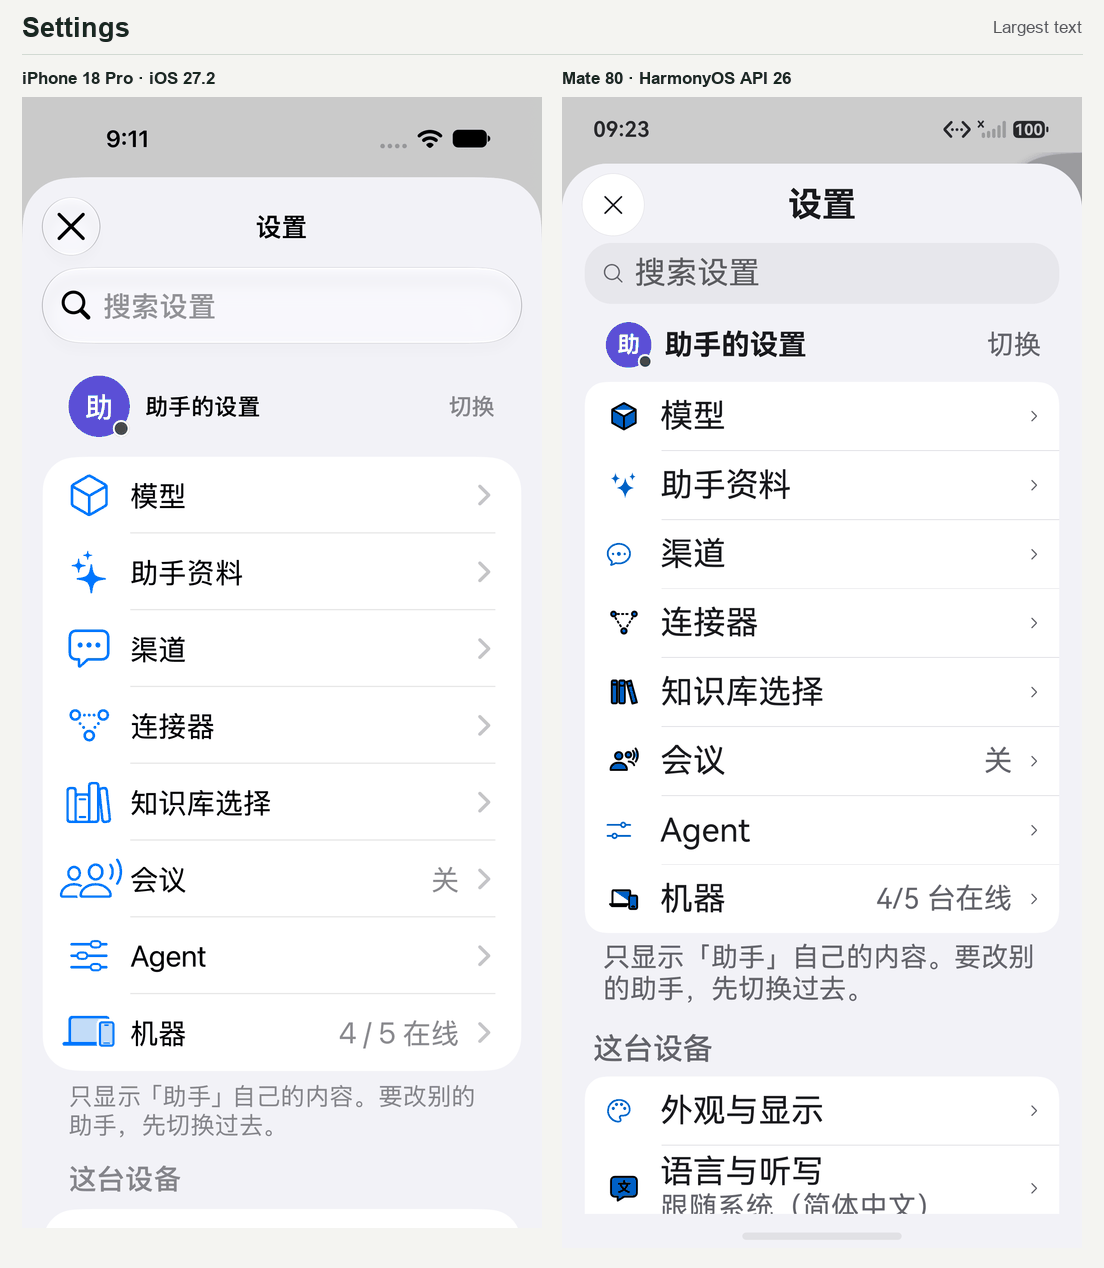 Settings
Largest text
iPhone 18 Pro · iOS 27.2
9:11
设置
搜索设置
助
助手的设置
切换
模型
助手资料
渠道
连接器
知识库选择
会议
关
Agent
机器
4 / 5 在线
只显示「助手」自己的内容。要改别的
助手，先切换过去。
这台设备
Mate 80 · HarmonyOS API 26
09:23
100
设置
搜索设置
助
助手的设置
切换
模型
助手资料
渠道
连接器
知识库选择
会议
关
Agent
机器
4/5 台在线
只显示「助手」自己的内容。要改别
的助手，先切换过去。
这台设备
外观与显示
文
语言与听写
跟随系统（简体中文）